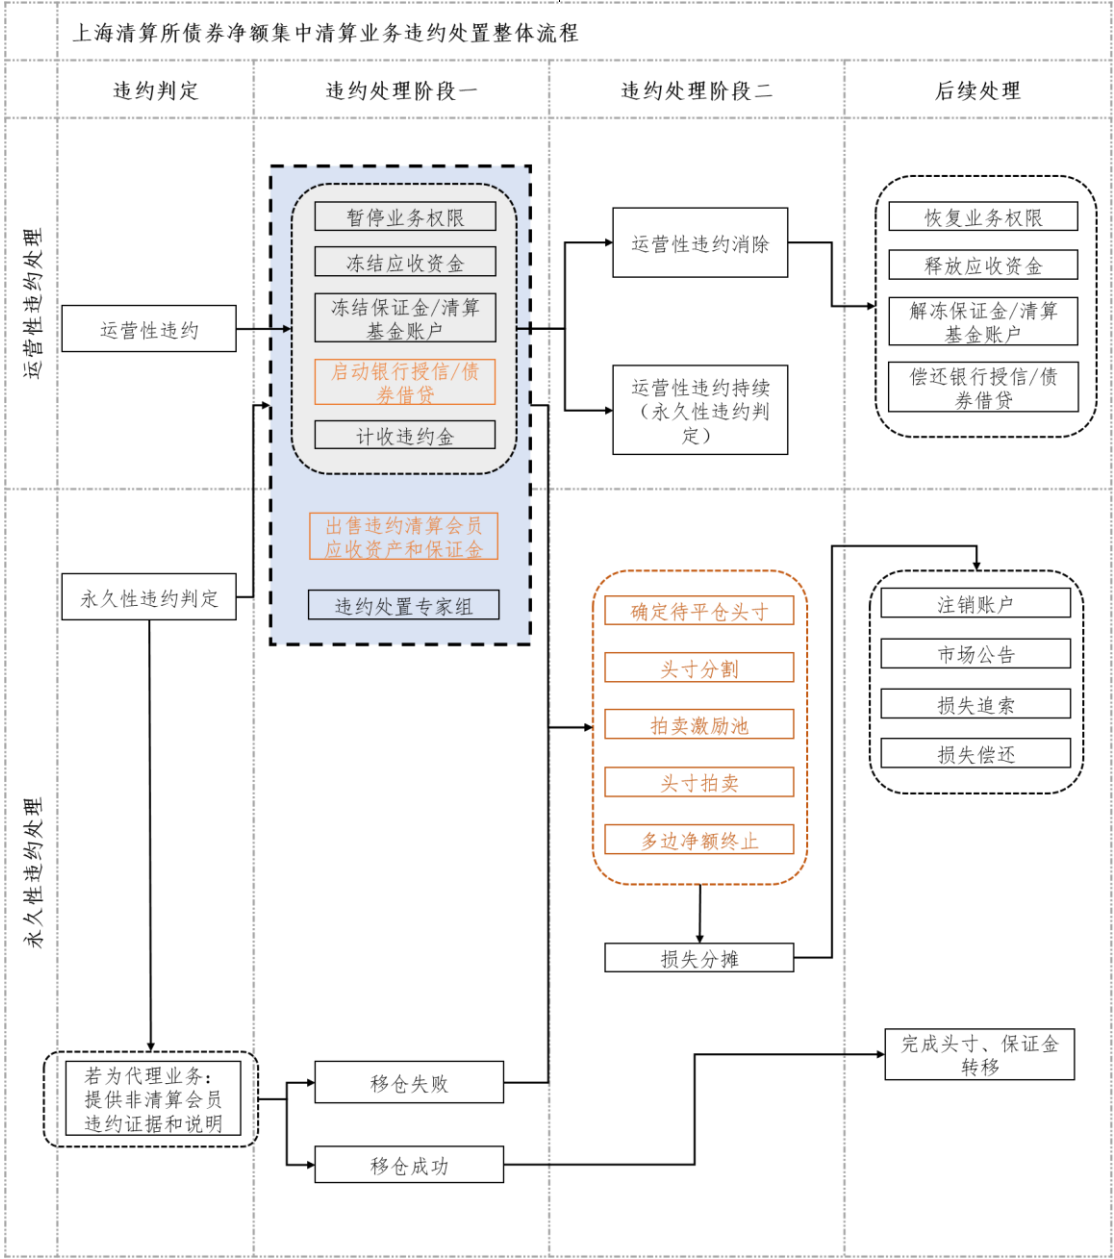 上海清算所债券净额集中清算业务违约处置整体流程
违约判定
违约处理阶段一
违约处理阶段二
后续处理
运营性违约处理
运营性违约
暂停业务权限
冻结应收资金
冻结保证金/清算
基金账户
启动银行授信/债
券借贷
计收违约金
运营性违约消除
运营性违约持续
（永久性违约判
定）
恢复业务权限
释放应收资金
解冻保证金/清算
基金账户
偿还银行授信/债
券借贷
永久性违约处理
永久性违约判定
出售违约清算会员
应收资产和保证金
违约处置专家组
确定待平仓头寸
头寸分割
拍卖激励池
头寸拍卖
多边净额终止
损失分摊
注销账户
市场公告
损失追索
损失偿还
若为代理业务：
提供非清算会员
违约证据和说明
移仓失败
移仓成功
完成头寸、保证金
转移